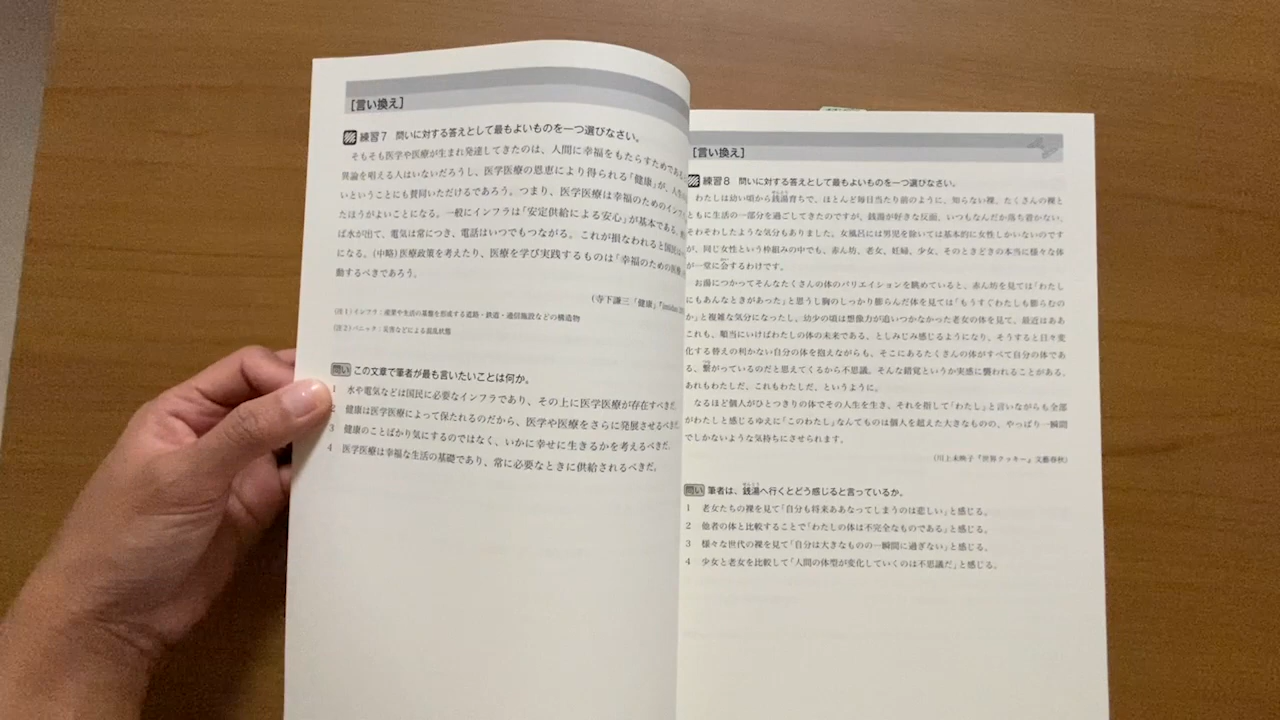 [言い換え]
練習7 問いに対する答えとして最もよいものを一つ選びなさい。
そもそも医学や医療が生まれ発達してきたのは、人間に幸福をもたらすためである
異論を唱える人はいないだろうし、医学医療の恩恵により得られる「健康」が、人生の
いということにも賛同いただけるであろう。つまり、医学医療は幸福のためのインフラ
たほうがよいことになる。一般にインフラは「安定供給による安心」が基本である。
ば水が出て、電気は常につき、電話はいつでもつながる。これが損なわれると国民は
になる。(中略)医療政策を考えたり、医療を学び実践するものは「幸福のための医療
動するべきであろう。
(寺下謙三「健康」
(注1)インフラ:産業や生活の基盤を形成する道路・鉄道・通信施設などの構造物
(注2)パニック:災害などによる混乱状態
問い この文章で筆者が最も言いたいことは何か。
1 水や電気などは国民に必要なインフラであり、その上に医学医療が存在すべきだ。
2 健康は医学医療によって保たれるのだから、医学や医療をさらに発展させるべきだ。
3 健康のことばかり気にするのではなく、いかに幸せに生きるかを考えるべきだ。
4 医学医療は幸福な生活の基礎であり、常に必要なときに供給されるべきだ。
[言い換え]
練習8 問いに対する答えとして最もよいものを一つ選びなさい。
わたしは幼い頃から銭湯育ちで、ほとんど毎日当たり前のように、知らない裸、たくさんの裸と
ともに生活の一部分を過ごしてきたのですが、銭湯が好きな反面、いつもなんだか落ち着かない、
そわそわしたような気分もありました。女風呂には男児を除いては基本的に女性しかいないのです
が、同じ女性という枠組みの中でも、赤ん坊、老女、妊婦、少女、そのときどきの本当に様々な体
が一堂に会するわけです。
お湯につかってそんなたくさんの体のバリエイションを眺めていると、赤ん坊を見ては「わたし
にもあんなときがあった」と思うし胸のしっかり膨らんだ体を見ては「もうすぐわたしも膨らむの
か」と複雑な気分になったし、幼少の頃は想像力が追いつかなかった老女の体を見て、最近はああ
これも、順当にいけばわたしの体の未来である、としみじみ感じるようになり、そうすると日々変
化する替えの利かない自分の体を抱えながらも、そこにあるたくさんの体がすべて自分の体であ
る、繋がっているのだと思えてくるから不思議。そんな錯覚というか実感に襲われることがある。
あれもわたしだ、これもわたしだ、というように。
なるほど個人がひとつきりの体でその人生を生き、それを指して「わたし」と言いながらも全部
がわたしと感じるゆえに「このわたし」なんてものは個人を超えた大きなものの、やっぱり一瞬間
でしかないような気持ちにさせられます。
(川上未映子『世界クッキー』文藝春秋)
問い 筆者は、銭湯へ行くとどう感じると言っているか。
1 老女たちの裸を見て「自分も将来ああなってしまうのは悲しい」と感じる。
2 他者の体と比較することで「わたしの体は不完全なものである」と感じる。
3 様々な世代の裸を見て「自分は大きなものの一瞬間に過ぎない」と感じる。
4 少女と老女を比較して「人間の体型が変化していくのは不思議だ」と感じる。